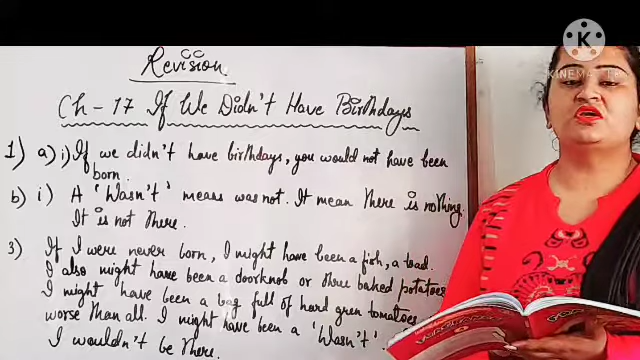 Revision
Ch - 17 If We Didn't Have Birthdays
1) a) i) If we didn't have birthdays, you would not have been
born.
b) i) A 'Wasn't' means was not. It mean there is nothing.
It is not there.
3) If I were never born, I might have been a fish, a toad.
I also might have been a doorknob or three baked potatoes
I might have been a bag full of hard green tomatoes
worse than all. I might have been a 'Wasn't'.
I wouldn't be there.
K
KINEMASTER